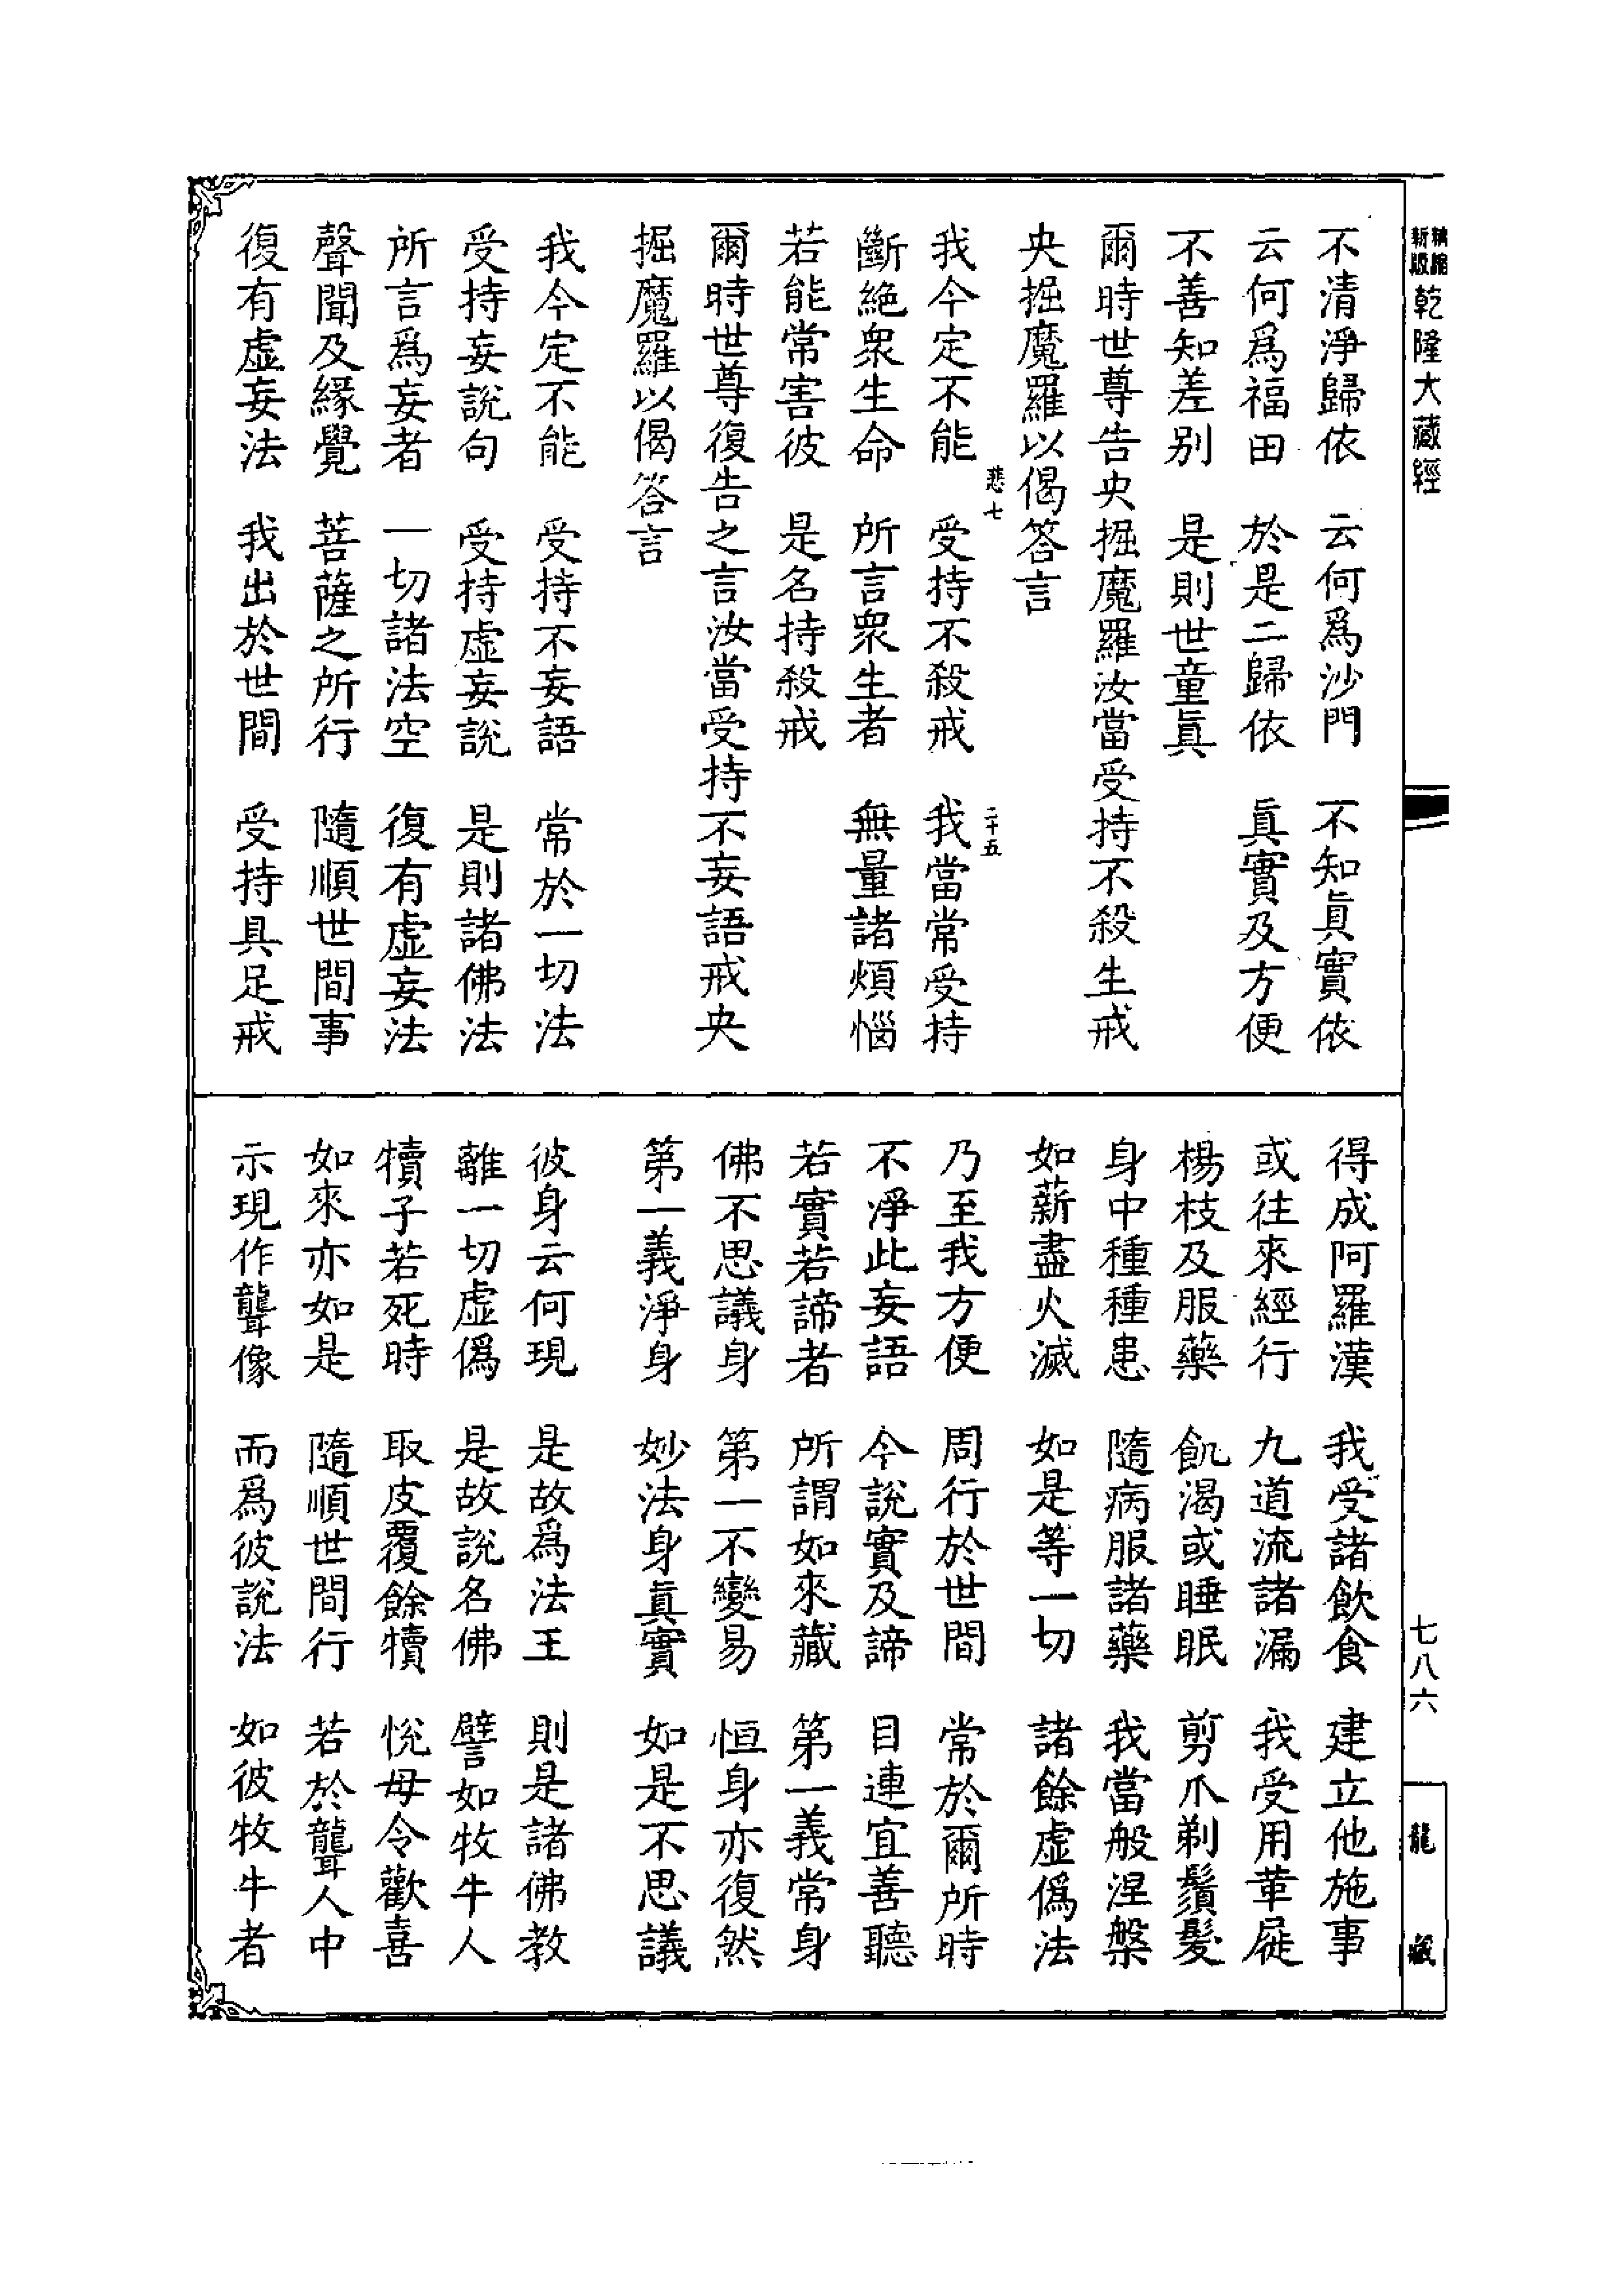 精縮
新版
乾隆大藏經
七八六
龍藏
不清淨歸依　云何爲沙門　不知眞實依
云何爲福田　於是二歸依　眞實及方便
不善知差别　是則世童眞
爾時世尊告央掘魔羅汝當受持不殺生戒
央掘魔羅以偈答言
悲七　二十五
我今定不能　受持不殺戒　我當常受持
斷絶衆生命　所言衆生者　無量諸煩惱
若能常害彼　是名持殺戒
爾時世尊復告之言汝當受持不妄語戒央
掘魔羅以偈答言
我今定不能　受持不妄語　常於一切法
受持妄說句　受持虛妄說　是則諸佛法
所言爲妄者　一切諸法空　復有虛妄法
聲聞及緣覺　菩薩之所行　隨順世間事
復有虛妄法　我出於世間　受持具足戒
得成阿羅漢　我受諸飲食　建立他施事
或往來經行　九道流諸漏　我受用革屣
楊枝及服藥　飢渴或睡眠　剪爪剃鬚髮
身中種種患　隨病服諸藥　我當般涅槃
如薪盡火滅　如是等一切　諸餘虛僞法
乃至我方便　周行於世間　常於爾所時
不淨此妄語　今說實及諦　目連宜善聽
若實若諦者　所謂如來藏　第一義常身
佛不思議身　第一不變易　恒身亦復然
第一義淨身　妙法身眞實　如是不思議
彼身云何現　是故爲法王　則是諸佛教
離一切虛僞　是故說名佛　譬如牧牛人
犢子若死時　取皮覆餘犢　悅母令歡喜
如來亦如是　隨順世間行　若於聾人中
示現作聾像　而爲彼說法　如彼牧牛者